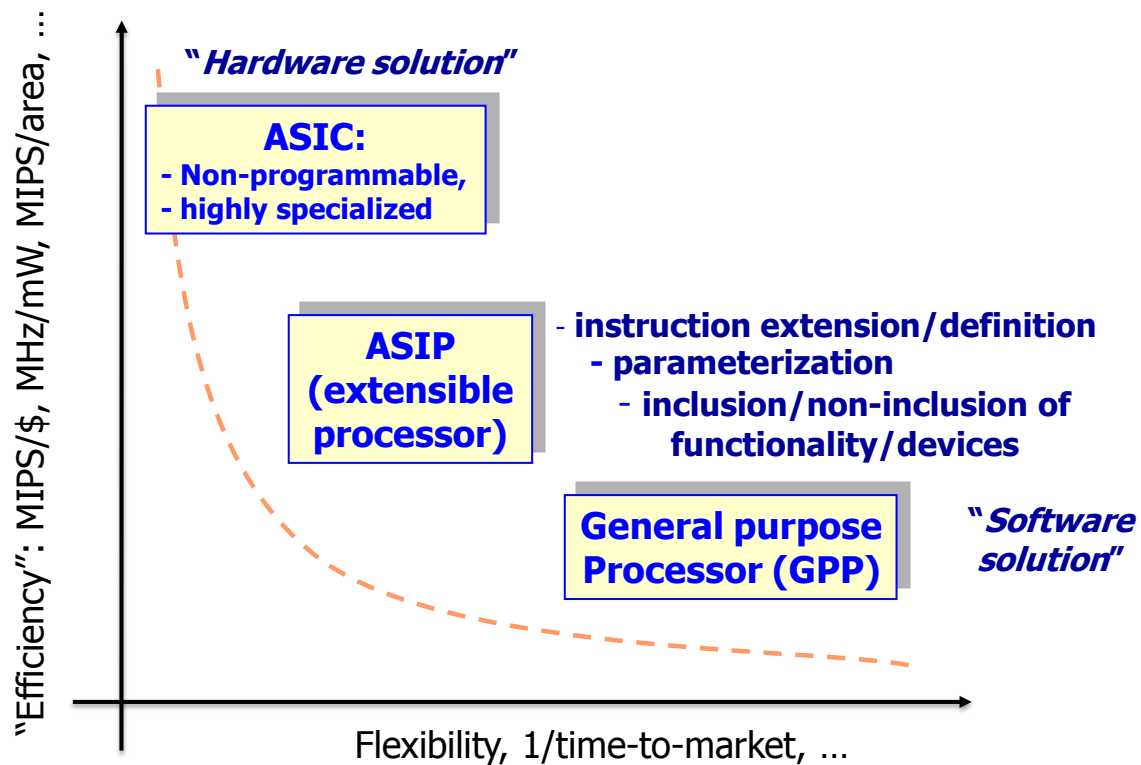 "Efficiency": MIPS/$, MHz/mW, MIPS/area, ...
"Hardware solution"
ASIC:
- Non-programmable,
- highly specialized
ASIP
(extensible
processor)
- instruction extension/definition
- parameterization
- inclusion/non-inclusion of
functionality/devices
General purpose
Processor (GPP)
"Software
solution"
Flexibility, 1/time-to-market, ...